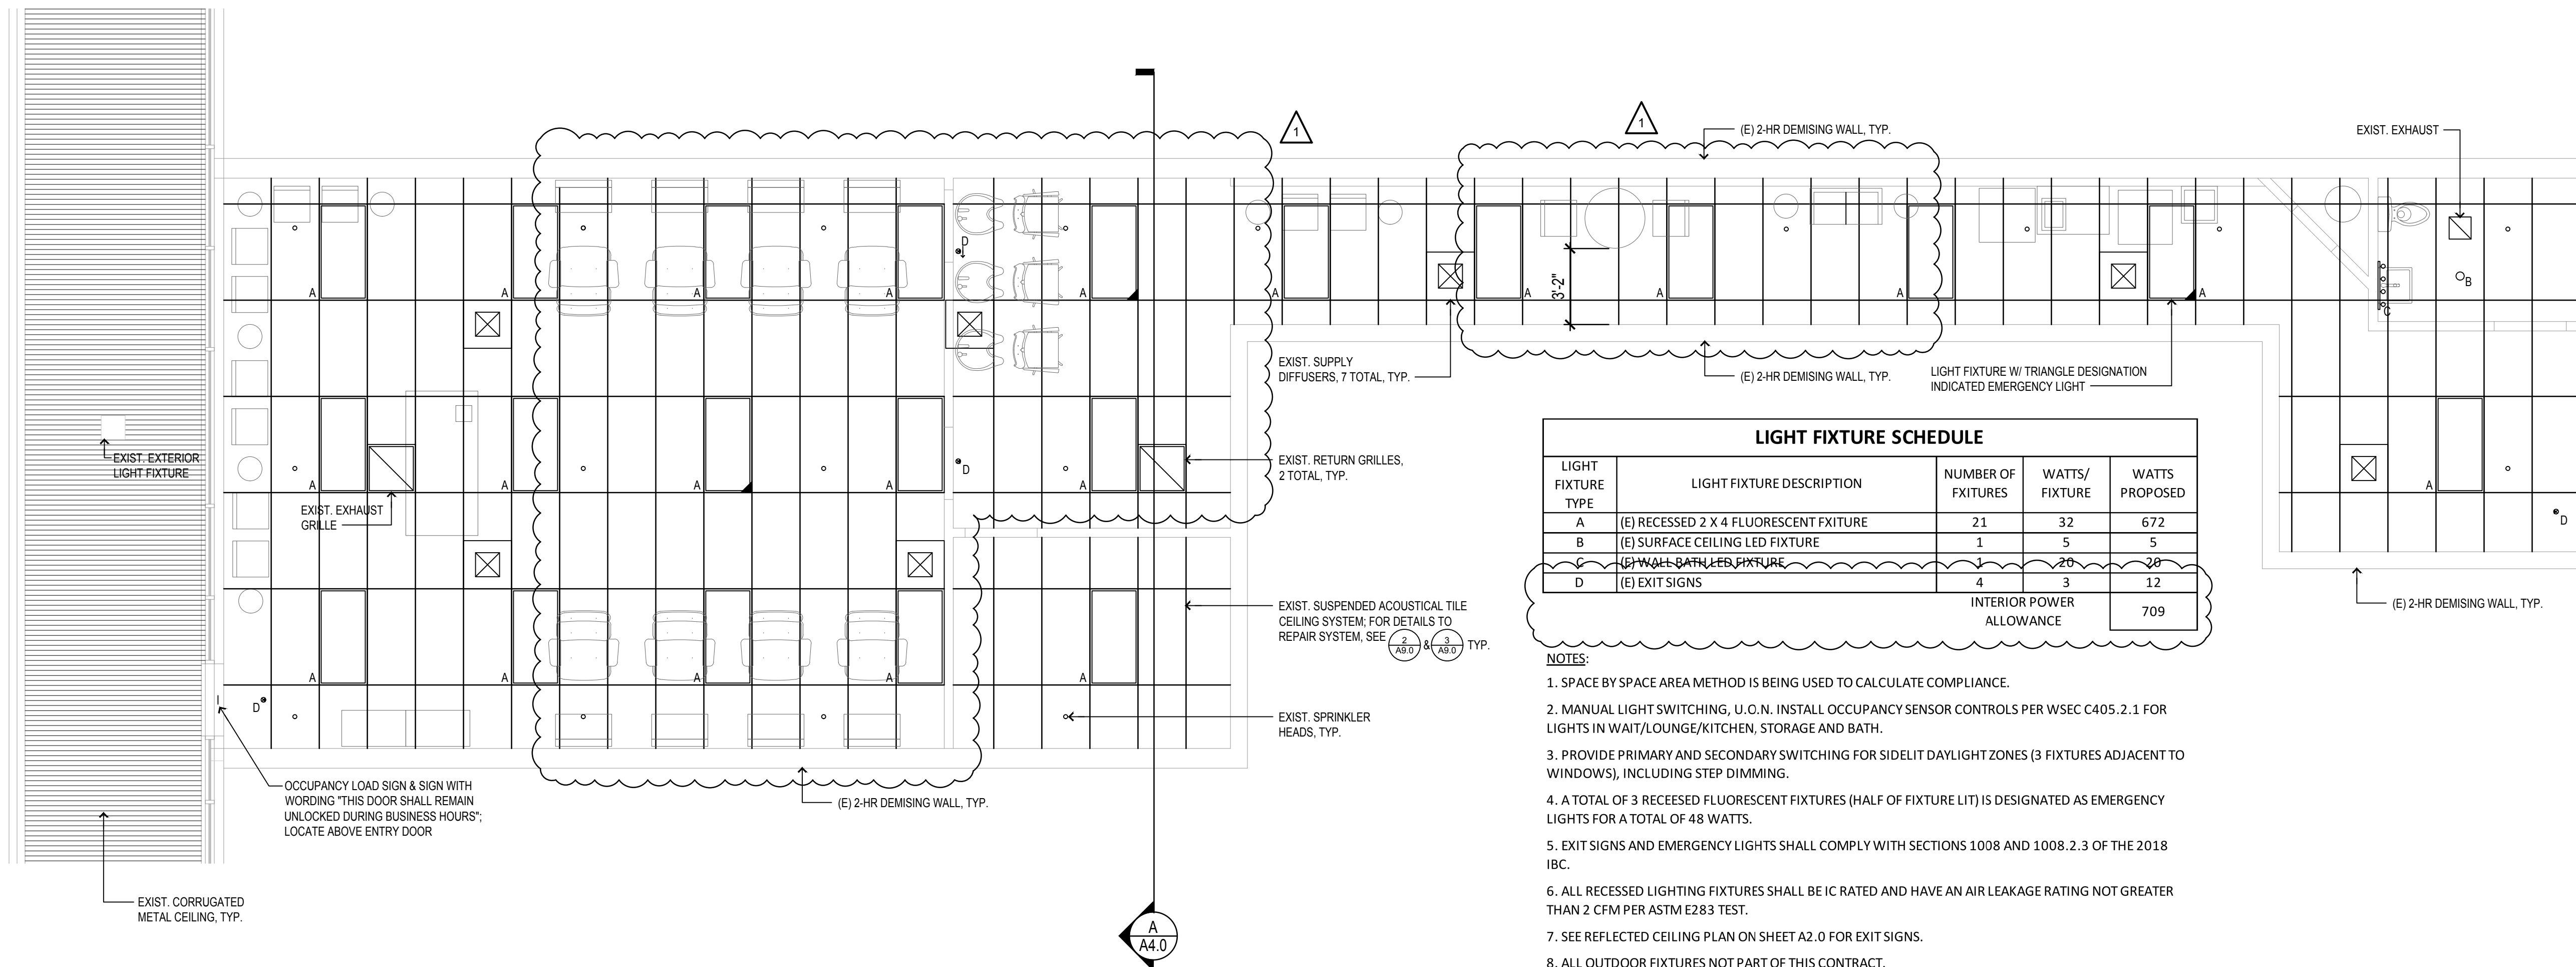 1
1
(E) 2-HR DEMISING WALL, TYP.
EXIST. EXHAUST
D
A
A
A
A
A
A
A
A
A
A
A
B
C
3'-2"
EXIST. SUPPLY
DIFFUSERS, 7 TOTAL, TYP.
(E) 2-HR DEMISING WALL, TYP.
LIGHT FIXTURE W/ TRIANGLE DESIGNATION
INDICATED EMERGENCY LIGHT
EXIST. EXTERIOR
LIGHT FIXTURE
EXIST. EXHAUST
GRILLE
A
A
A
A
A
D
EXIST. RETURN GRILLES,
2 TOTAL, TYP.
A
D
EXIST. SUSPENDED ACOUSTICAL TILE
CEILING SYSTEM; FOR DETAILS TO
REPAIR SYSTEM, SEE 2 A9.0 & 3 A9.0 TYP.
(E) 2-HR DEMISING WALL, TYP.
A
A
A
A
A
D
EXIST. SPRINKLER
HEADS, TYP.
OCCUPANCY LOAD SIGN & SIGN WITH
WORDING "THIS DOOR SHALL REMAIN
UNLOCKED DURING BUSINESS HOURS";
LOCATE ABOVE ENTRY DOOR
(E) 2-HR DEMISING WALL, TYP.
EXIST. CORRUGATED
METAL CEILING, TYP.
A
A4.0
LIGHT FIXTURE SCHEDULE
LIGHT FIXTURE TYPE LIGHT FIXTURE DESCRIPTION NUMBER OF FXITURES WATTS/ FIXTURE WATTS PROPOSED
A (E) RECESSED 2 X 4 FLUORESCENT FXITURE 21 32 672
B (E) SURFACE CEILING LED FIXTURE 1 5 5
C (E) WALL BATH LED FIXTURE 1 20 20
D (E) EXIT SIGNS 4 3 12
INTERIOR POWER ALLOWANCE 709
NOTES:
1. SPACE BY SPACE AREA METHOD IS BEING USED TO CALCULATE COMPLIANCE.
2. MANUAL LIGHT SWITCHING, U.O.N. INSTALL OCCUPANCY SENSOR CONTROLS PER WSEC C405.2.1 FOR
LIGHTS IN WAIT/LOUNGE/KITCHEN, STORAGE AND BATH.
3. PROVIDE PRIMARY AND SECONDARY SWITCHING FOR SIDELIT DAYLIGHT ZONES (3 FIXTURES ADJACENT TO
WINDOWS), INCLUDING STEP DIMMING.
4. A TOTAL OF 3 RECEESED FLUORESCENT FIXTURES (HALF OF FIXTURE LIT) IS DESIGNATED AS EMERGENCY
LIGHTS FOR A TOTAL OF 48 WATTS.
5. EXIT SIGNS AND EMERGENCY LIGHTS SHALL COMPLY WITH SECTIONS 1008 AND 1008.2.3 OF THE 2018
IBC.
6. ALL RECESSED LIGHTING FIXTURES SHALL BE IC RATED AND HAVE AN AIR LEAKAGE RATING NOT GREATER
THAN 2 CFM PER ASTM E283 TEST.
7. SEE REFLECTED CEILING PLAN ON SHEET A2.0 FOR EXIT SIGNS.
8. ALL OUTDOOR FIXTURES NOT PART OF THIS CONTRACT.